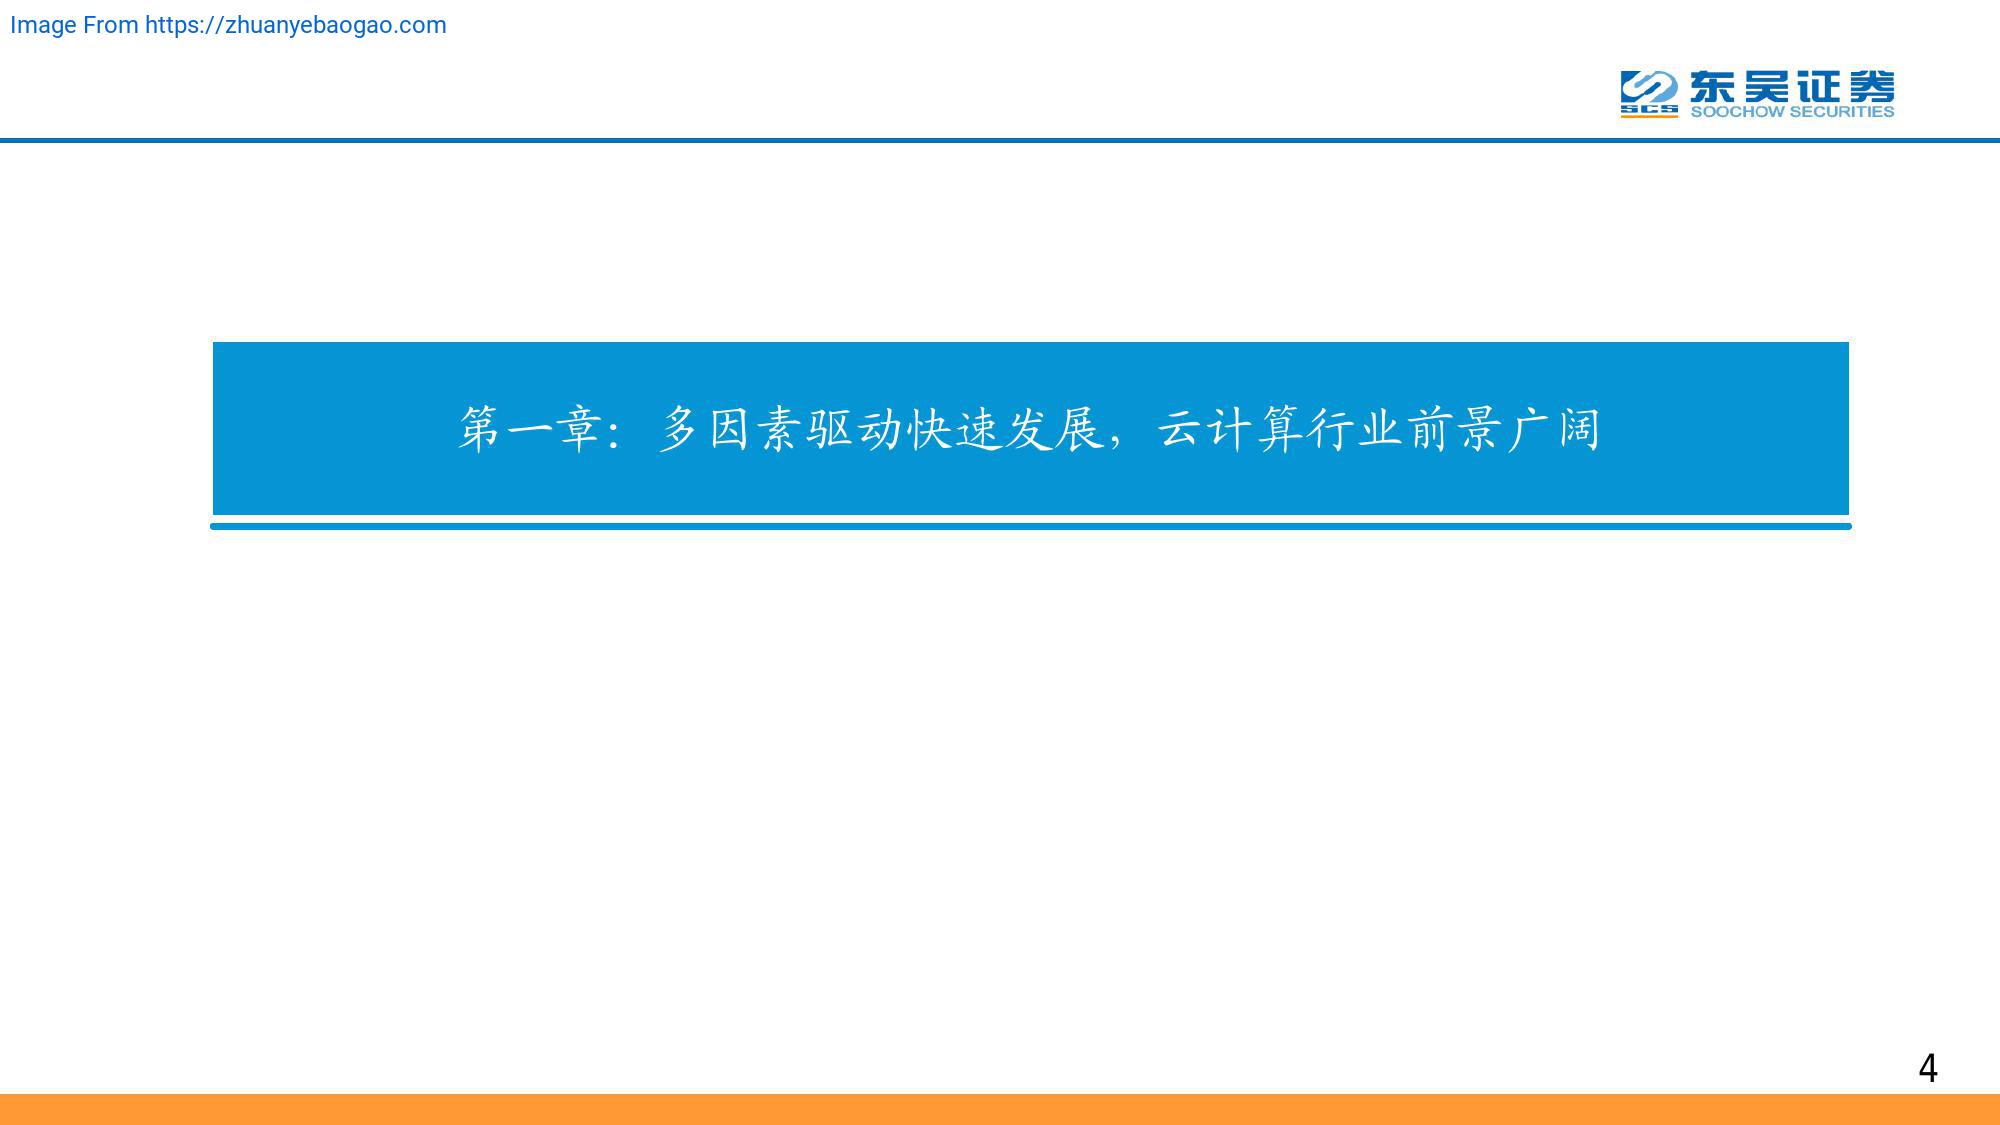 Image From https://zhuanyebaogao.com
东吴证券
SCS
SOOCHOW SECURITIES
第一章：多因素驱动快速发展，云计算行业前景广阔
4